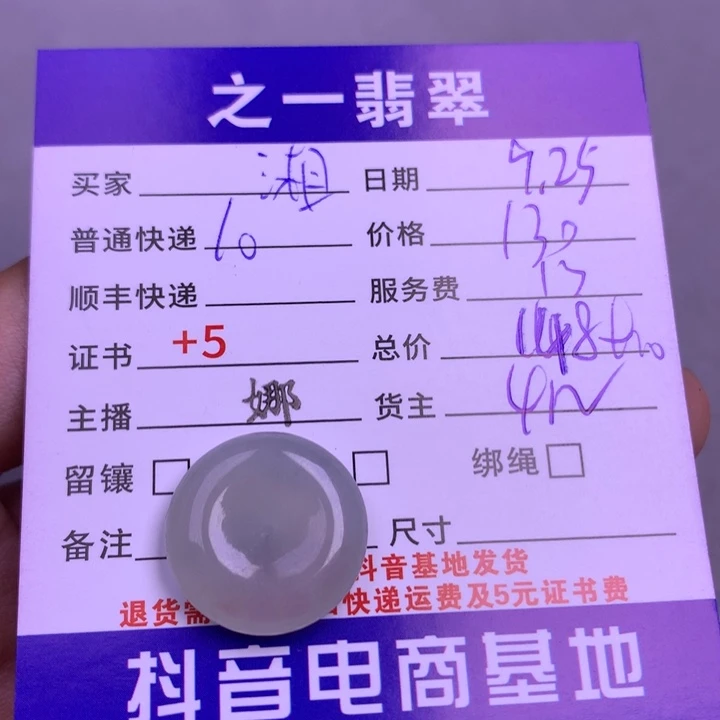 之一翡翠
买家 湘 日期 9.25
普通快递 10 价格 130
顺丰快递 服务费 13
证书 +5 总价
主播 娜 货主
留镶 绑绳
备注 尺寸
抖音基地发货
退货 快递运费及5元证书费
抖音电商基地